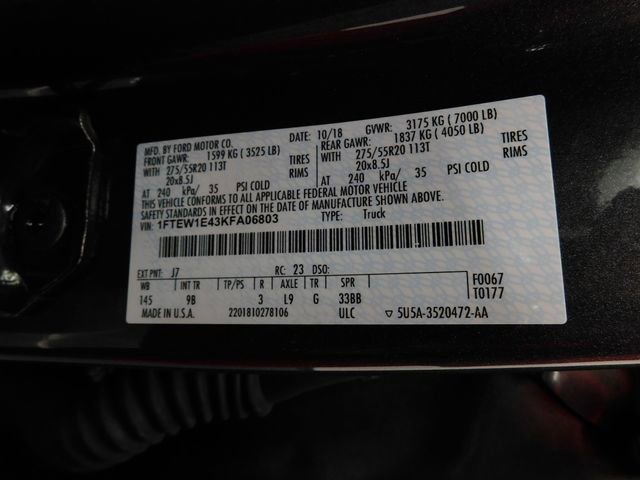 MFD. BY FORD MOTOR CO.
DATE: 10/18
GVWR: 3175 KG ( 7000 LB)
FRONT GAWR: 1599 KG ( 3525 LB)
REAR GAWR: 1837 KG ( 4050 LB)
WITH 275/55R20 113T TIRES
20x8.5J RIMS
AT 240 kPa/ 35 PSI COLD
WITH 275/55R20 113T TIRES
20x8.5J RIMS
AT 240 kPa/ 35 PSI COLD
THIS VEHICLE CONFORMS TO ALL APPLICABLE FEDERAL MOTOR VEHICLE
SAFETY STANDARDS IN EFFECT ON THE DATE OF MANUFACTURE SHOWN ABOVE.
VIN: 1FTEW1E43KFA06803
TYPE: Truck
EXT PNT: J7 RC: 23 DSO:
WB INT TR TP/PS R AXLE TR SPR
145 9B 3 L9 G 33BB
F0067
T0177
MADE IN U.S.A. 2201810278106 ULC ▽ 5U5A-3520472-AA